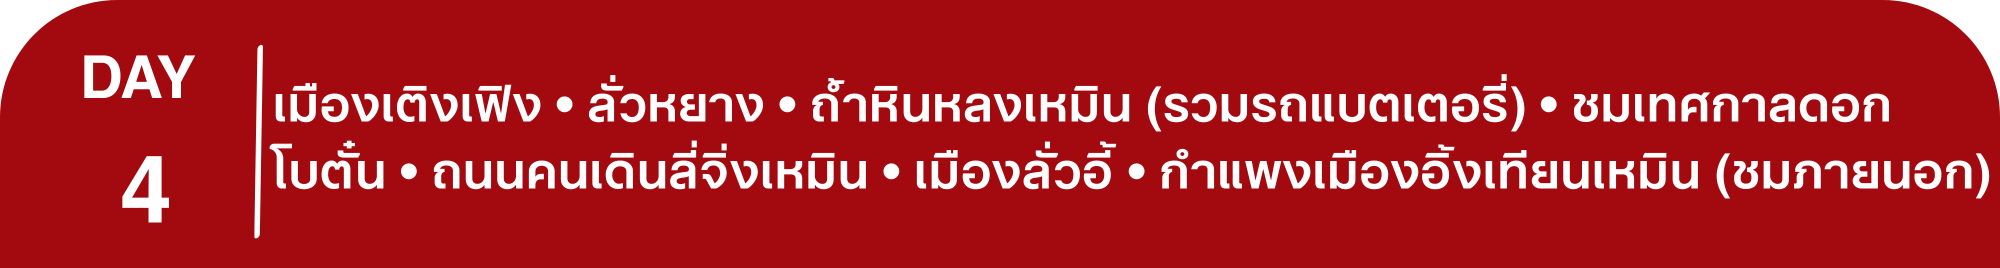 DAY
4
เมืองเติงเฟิง • ลั่วหยาง • ถ้ำหินหลงเหมิน (รวมรถแบตเตอรี่) • ชมเทศกาลดอก
โบตั๋น • ถนนคนเดินลี่จิ่งเหมิน • เมืองลั่วอี้ • กำแพงเมืองอิ้งเทียนเหมิน (ชมภายนอก)